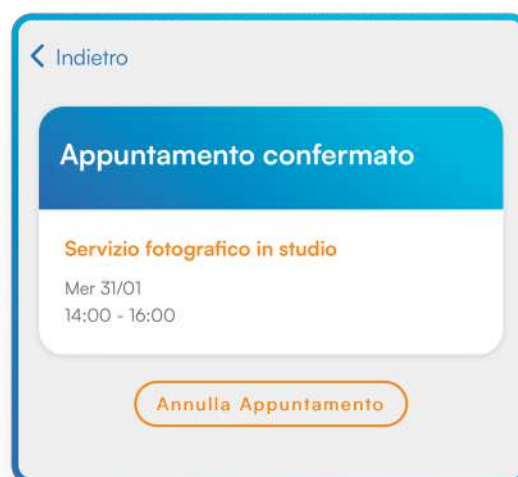 Indietro
Appuntamento confermato
Servizio fotografico in studio
Mer 31/01
14:00 - 16:00
Annulla Appuntamento